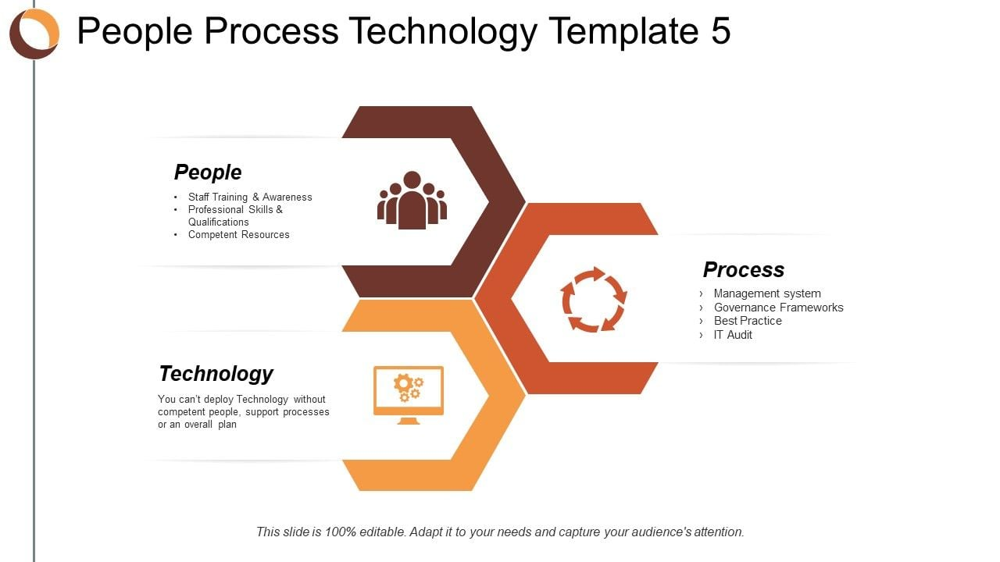 People Process Technology Template 5
People
• Staff Training & Awareness
• Professional Skills &
Qualifications
• Competent Resources
Process
› Management system
› Governance Frameworks
› Best Practice
› IT Audit
Technology
You can't deploy Technology without
competent people, support processes
or an overall plan
This slide is 100% editable. Adapt it to your needs and capture your audience's attention.